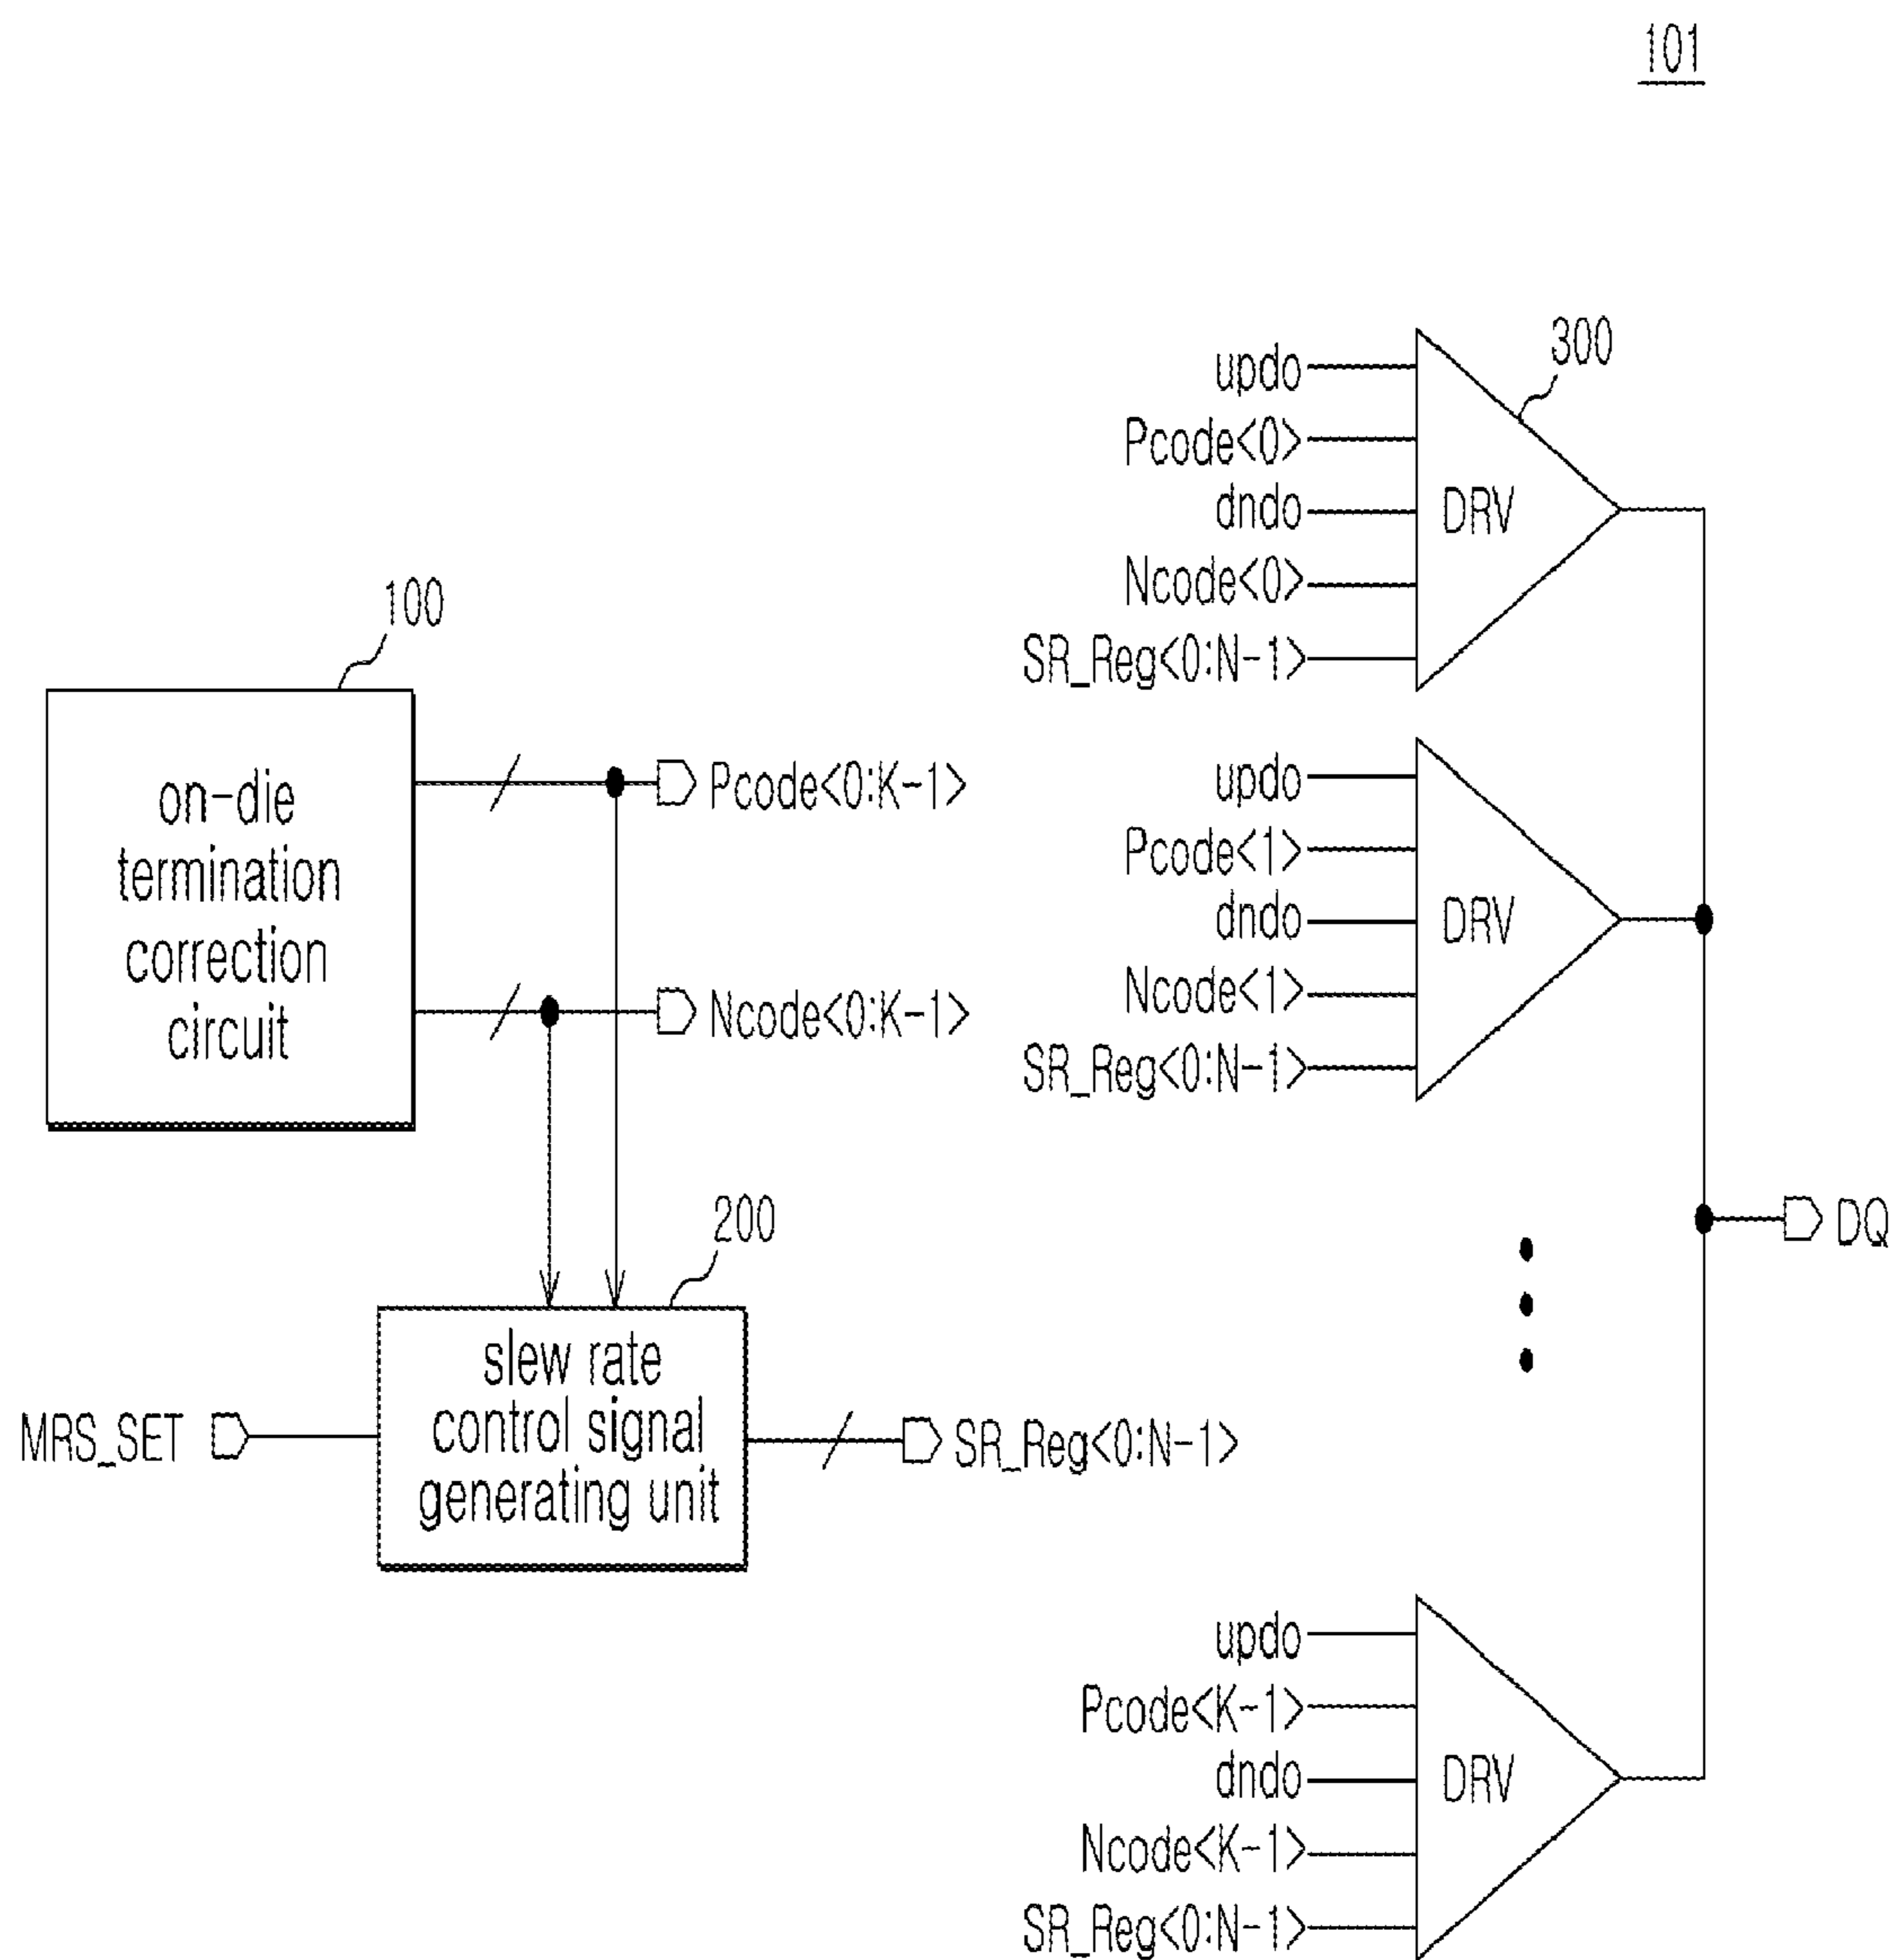 101
300
updo
Pcode<0>
dndo
Ncode<0>
SR_Reg<0:N-1>
DRV
100
on-die
termination
correction
circuit
Pcode<0:K-1>
Ncode<0:K-1>
updo
Pcode<1>
dndo
Ncode<1>
SR_Reg<0:N-1>
DRV
200
slew rate
control signal
generating unit
MRS_SET
SR_Reg<0:N-1>
DQ
updo
Pcode<K-1>
dndo
Ncode<K-1>
SR_Reg<0:N-1>
DRV